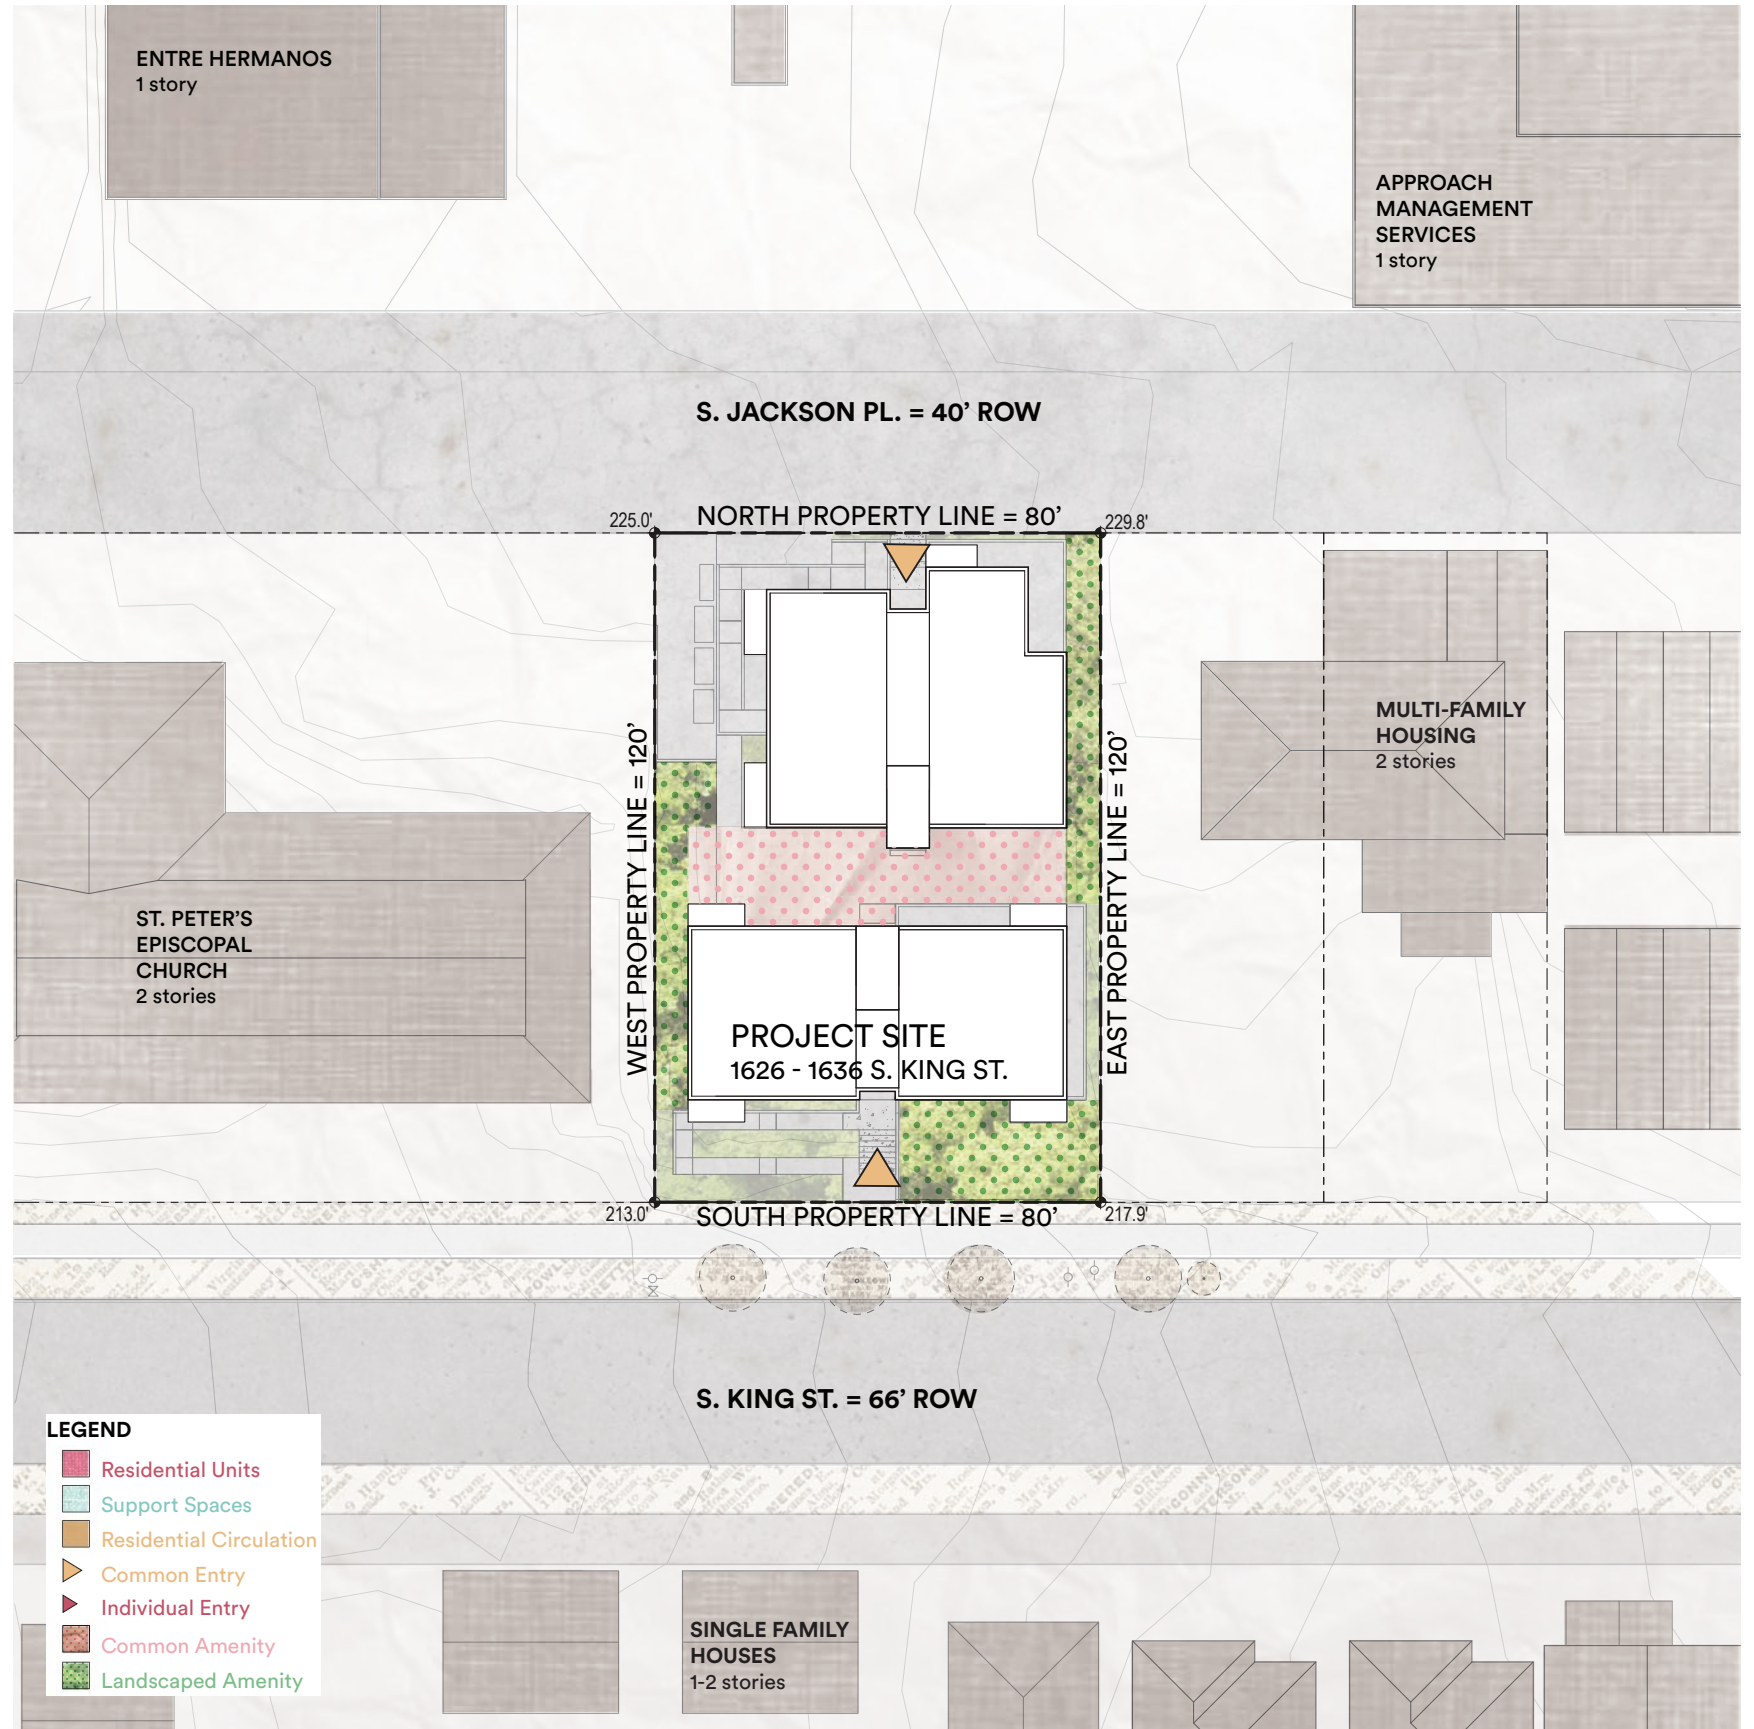 ENTRE HERMANOS
1 story
APPROACH
MANAGEMENT
SERVICES
1 story
S. JACKSON PL. = 40’ ROW
225.0'
NORTH PROPERTY LINE = 80’
229.8'
WEST PROPERTY LINE = 120’
EAST PROPERTY LINE = 120’
MULTI-FAMILY
HOUSING
2 stories
ST. PETER’S
EPISCOPAL
CHURCH
2 stories
PROJECT SITE
1626 - 1636 S. KING ST.
213.0'
SOUTH PROPERTY LINE = 80’
217.9'
S. KING ST. = 66’ ROW
LEGEND
Residential Units
Support Spaces
Residential Circulation
Common Entry
Individual Entry
Common Amenity
Landscaped Amenity
SINGLE FAMILY
HOUSES
1-2 stories